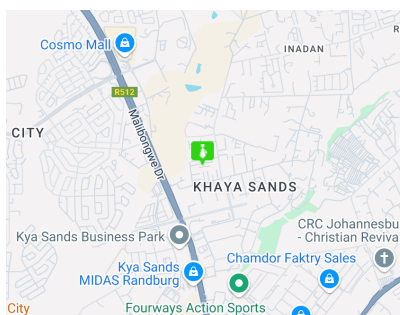 Cosmo Mall
INADAN
R
R512
CITY
Malibongwe Dr
KHAYA SANDS
CRC Johannesbu
- Christian Reviva
Kya Sands Business Park
Chamdor Faktry Sales
Kya Sands
MIDAS Randburg
City
Fourways Action Sports